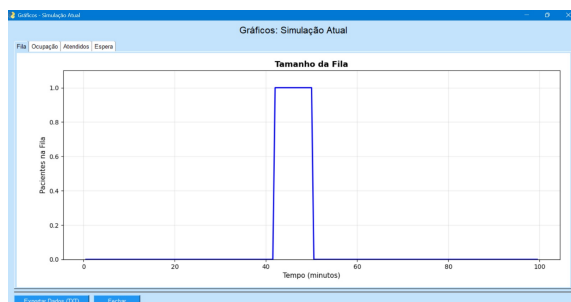 Gráficos - Simulação Atual
Gráficos: Simulação Atual
Fila Ocupação Atendidos Espera
Tamanho da Fila
Pacientes na Fila
1.0
0.8
0.6
0.4
0.2
0.0
0 20 40 60 80 100
Tempo (minutos)
Exportar Dados (TXT) Fechar